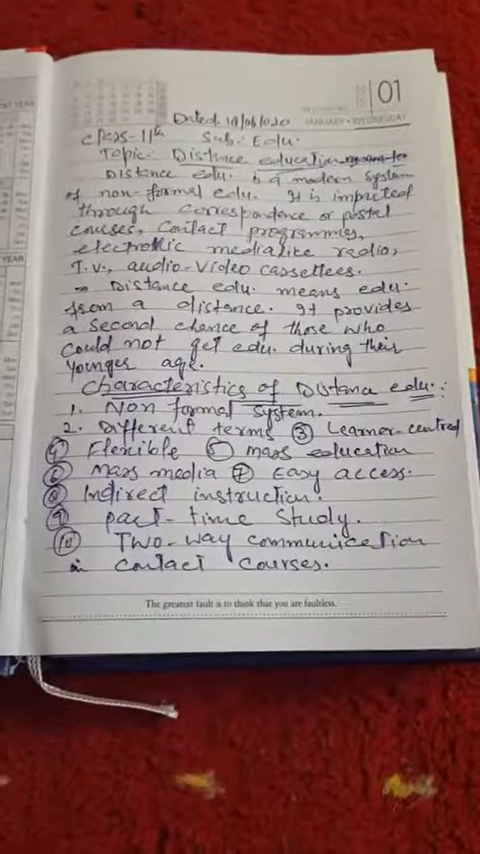 01
JANUARY • WEDNESDAY
Dated 18/06/2020
Class-11th Sub: Edu.
Topic:- Distance education
Distance edu. is a modern system
of non-formal edu. It is imparted
through correspondence or postal
courses, contact programmes,
electronic media like radio,
T.V., audio-video cassettees.
⇒ Distance edu. means edu.
from a distance. It provides
a second chance of those who
could not get edu. during their
younger age.
Characteristics of Distance edu.:
1. Non formal system.
2. Different terms ③ Learner-centred
④ Flexible ⑤ mass education
⑥ Mass media ⑦ Easy access.
⑧ Indirect instruction.
⑨ part-time study.
⑩ Two-way communication
in contact courses.
The greatest fault is to think that you are faultless.
YEAR